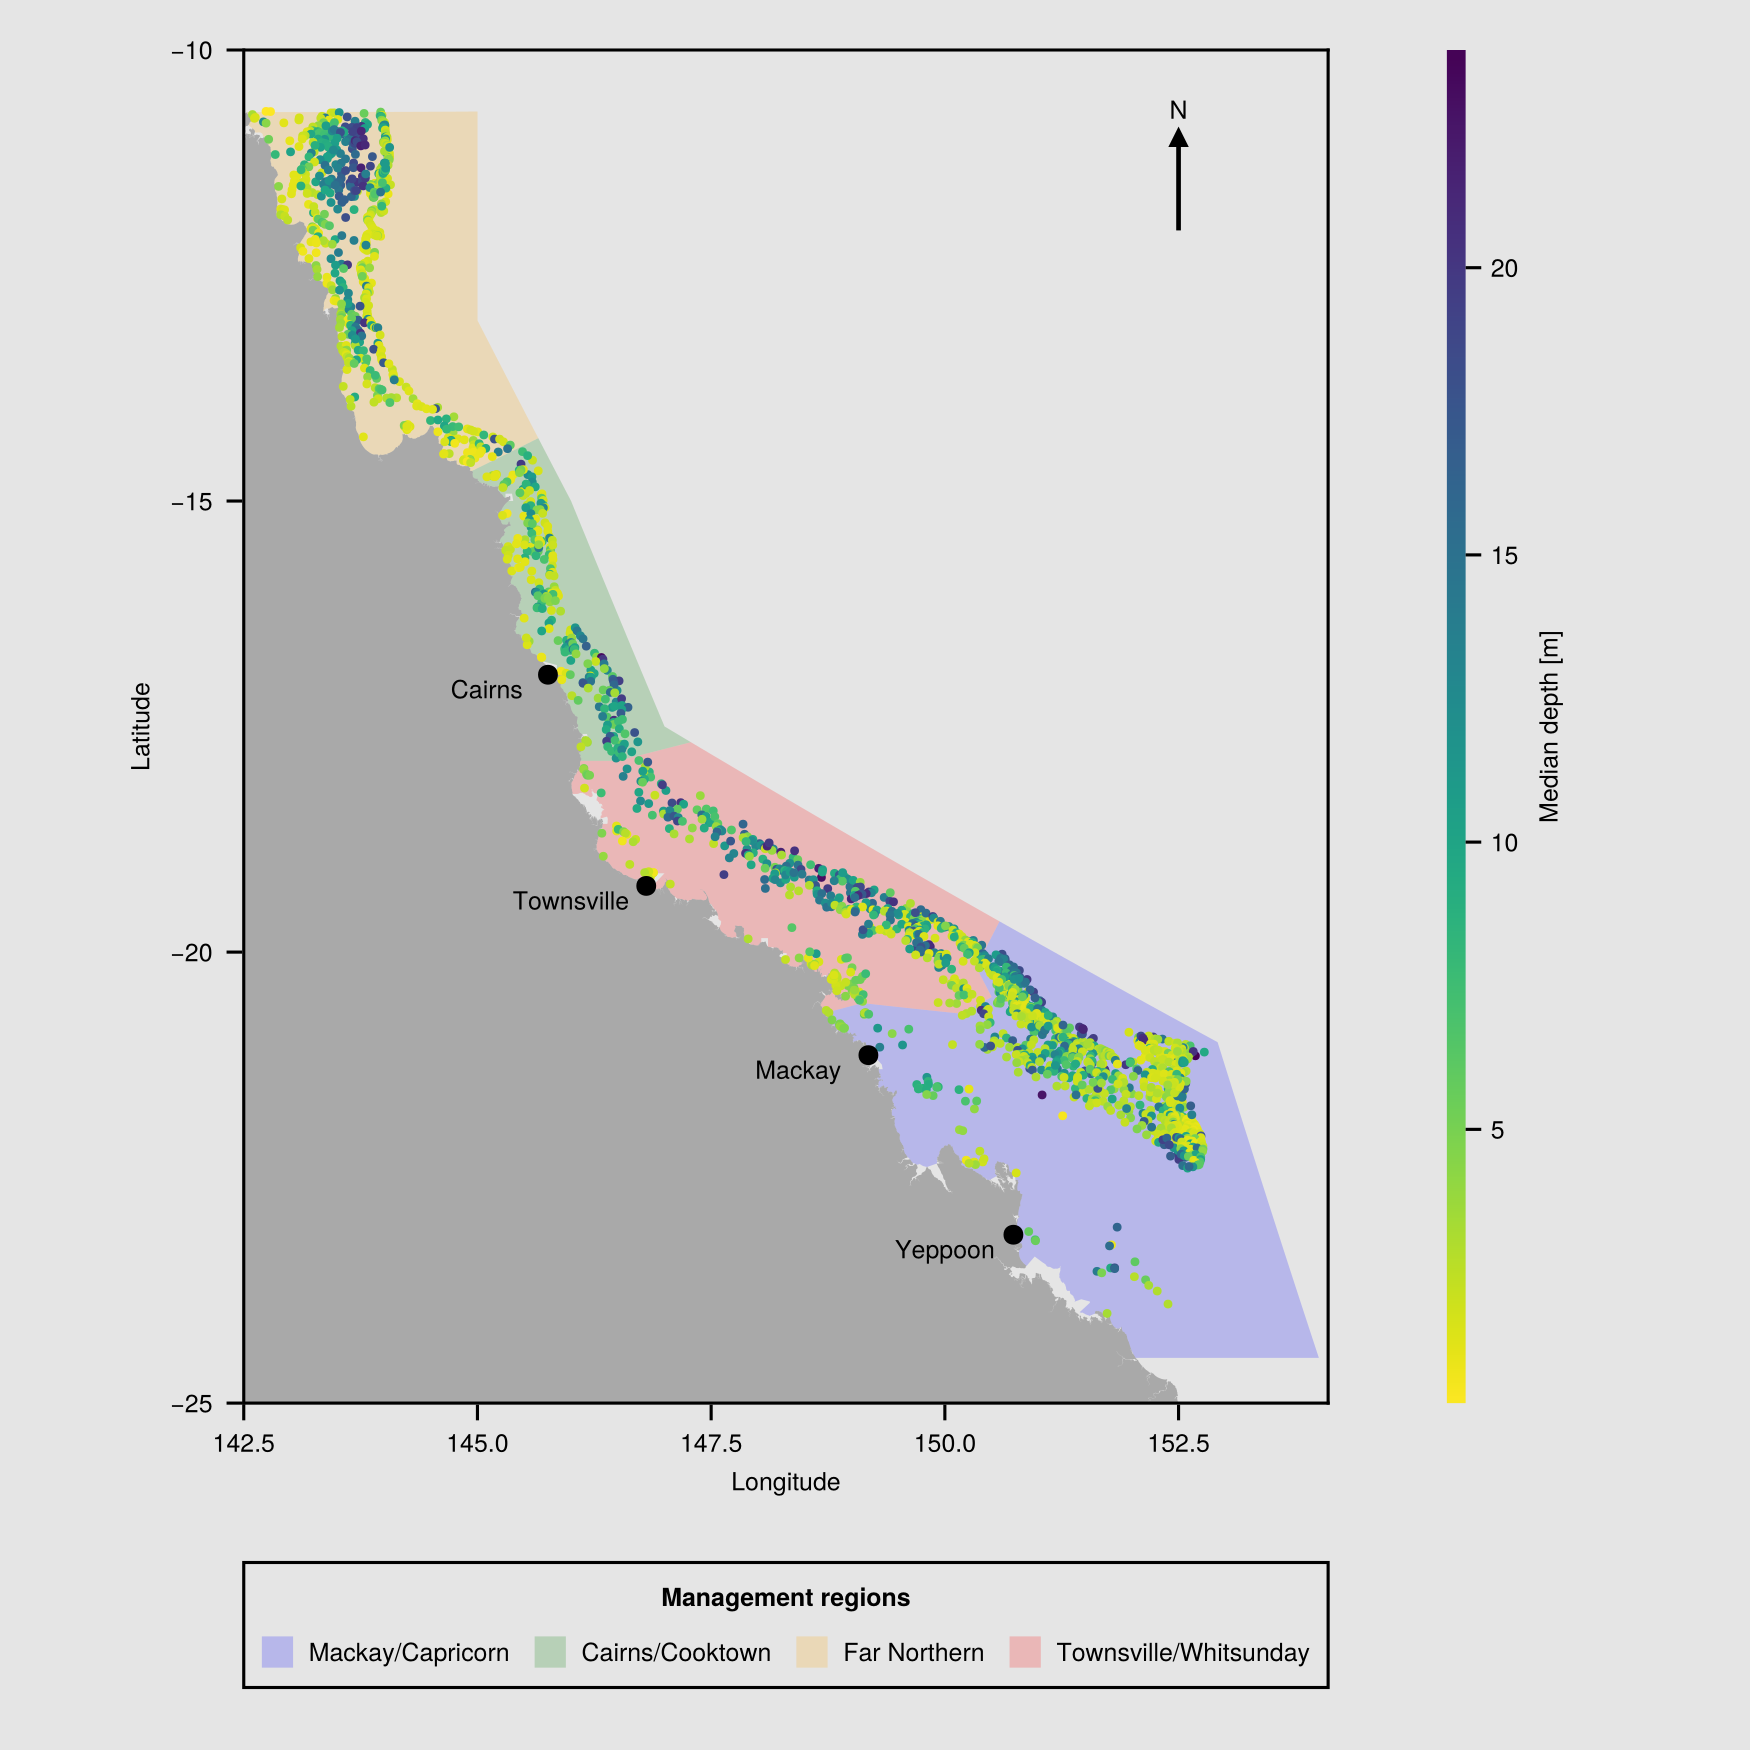 −10
N
20
−15
15
Cairns
Latitude
Median depth [m]
10
Townsville
−20
Mackay
5
Yeppoon
−25
142.5 145.0 147.5 150.0 152.5
Longitude
Management regions
Mackay/Capricorn Cairns/Cooktown Far Northern Townsville/Whitsunday